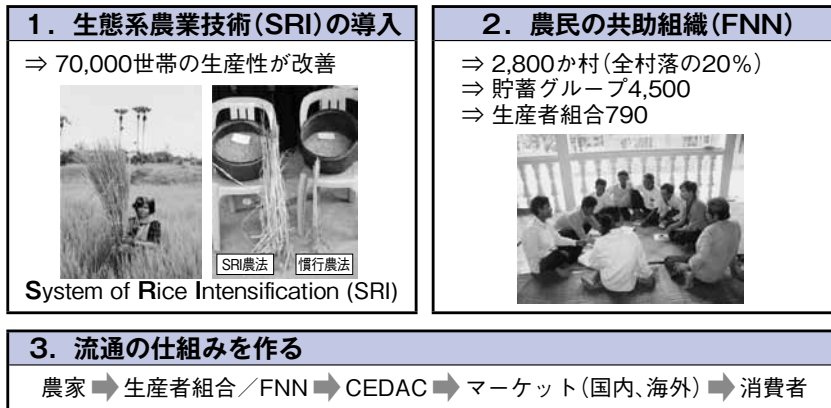 1．生態系農業技術（SRI）の導入
⇒ 70,000世帯の生産性が改善
SRI農法
慣行農法
System of Rice Intensification (SRI)
2．農民の共助組織（FNN）
⇒ 2,800か村（全村落の20％）
⇒ 貯蓄グループ4,500
⇒ 生産者組合790
3．流通の仕組みを作る
農家 ➡ 生産者組合／FNN ➡ CEDAC ➡ マーケット（国内、海外） ➡ 消費者